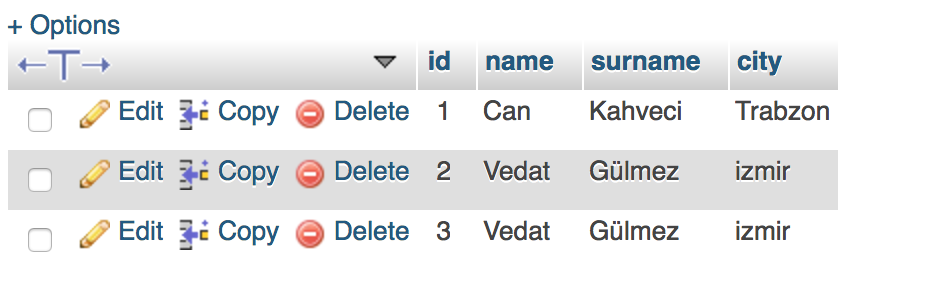 + Options
←T→ id name surname city
Edit Copy Delete 1 Can Kahveci Trabzon
Edit Copy Delete 2 Vedat Gülmez izmir
Edit Copy Delete 3 Vedat Gülmez izmir